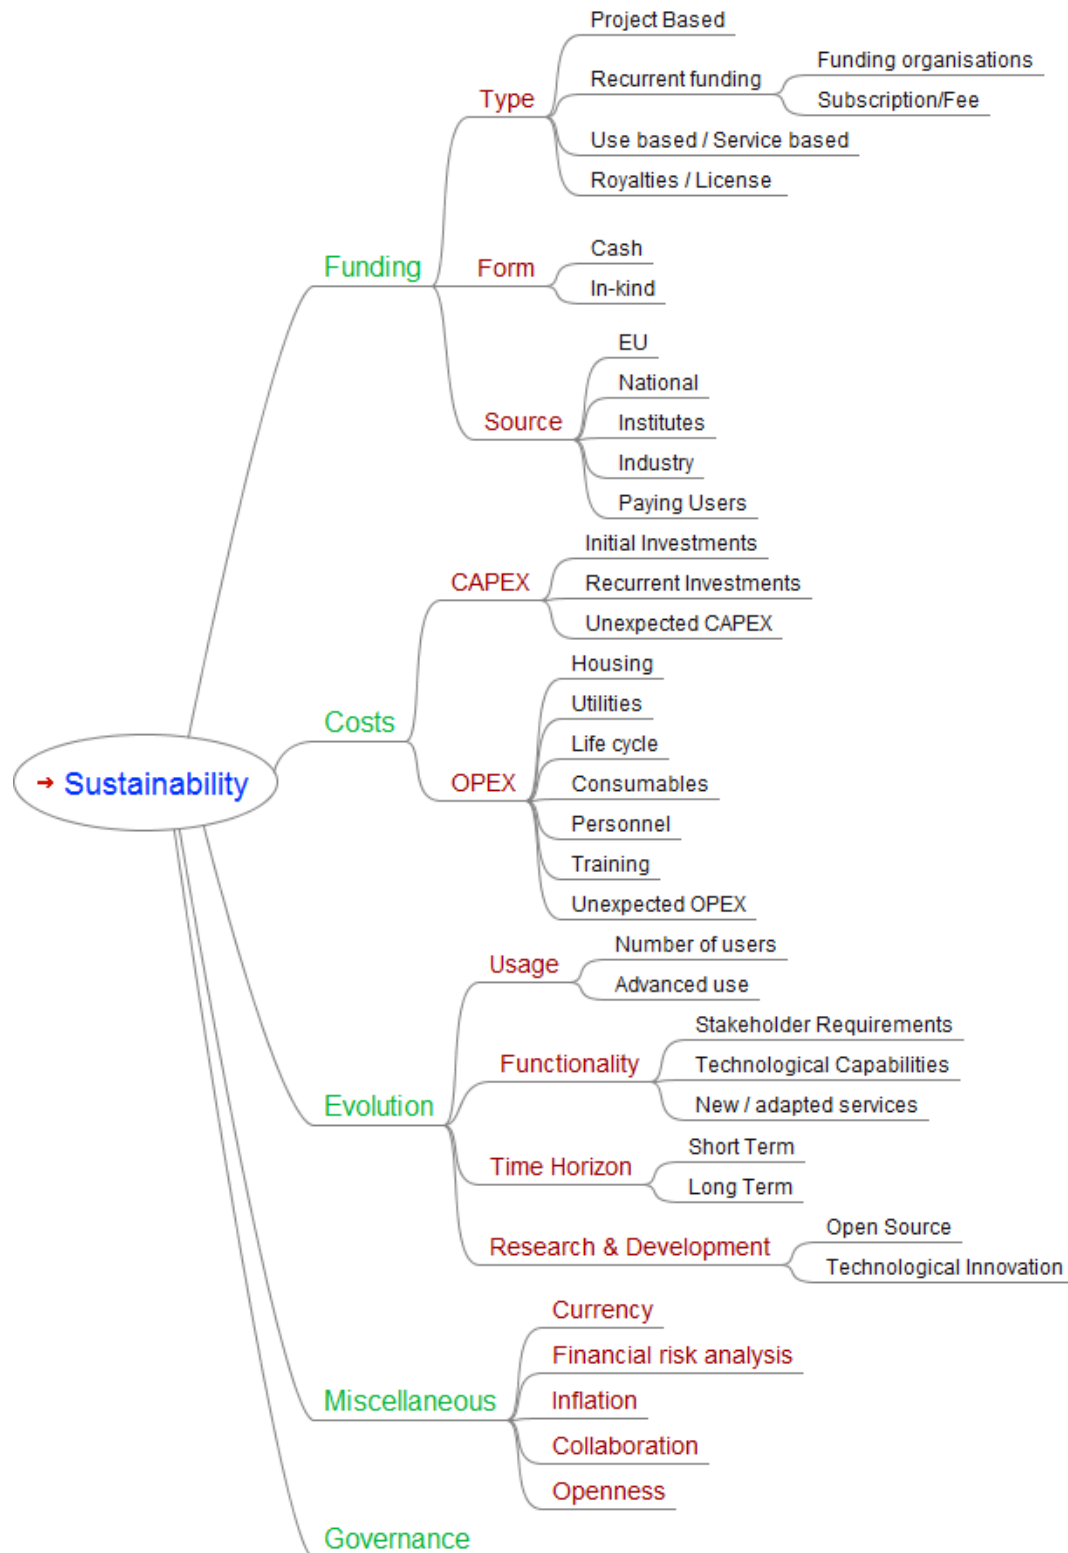 Project Based
Funding organisations
Recurrent funding
Subscription/Fee
Type
Use based / Service based
Royalties / License
Cash
Funding
Form
In-kind
EU
National
Source
Institutes
Industry
Paying Users
Initial Investments
CAPEX
Recurrent Investments
Unexpected CAPEX
Housing
Utilities
Costs
Life cycle
→ Sustainability
OPEX
Consumables
Personnel
Training
Unexpected OPEX
Number of users
Usage
Advanced use
Stakeholder Requirements
Functionality
Technological Capabilities
New / adapted services
Evolution
Short Term
Time Horizon
Long Term
Open Source
Research & Development
Technological Innovation
Currency
Financial risk analysis
Miscellaneous
Inflation
Collaboration
Openness
Governance